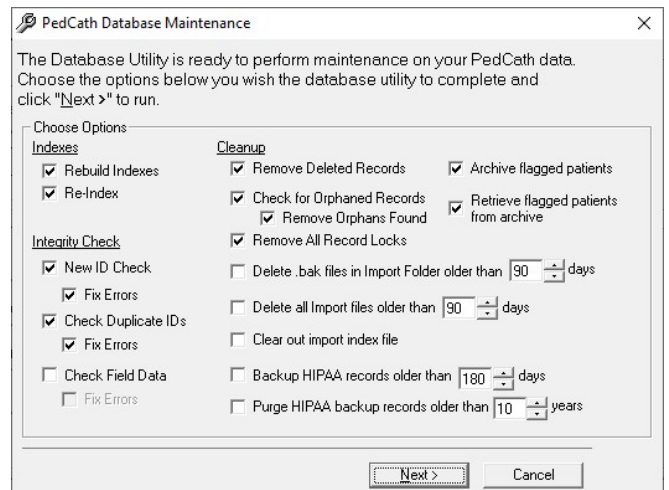 PedCath Database Maintenance
The Database Utility is ready to perform maintenance on your PedCath data.
Choose the options below you wish the database utility to complete and
click "Next >" to run.
Choose Options
Indexes
Rebuild Indexes
Re-Index
Integrity Check
New ID Check
Fix Errors
Check Duplicate IDs
Fix Errors
Check Field Data
Fix Errors
Cleanup
Remove Deleted Records
Check for Orphaned Records
Remove Orphans Found
Remove All Record Locks
Archive flagged patients
Retrieve flagged patients
from archive
Delete .bak files in Import Folder older than 90 days
Delete all Import files older than 90 days
Clear out import index file
Backup HIPAA records older than 180 days
Purge HIPAA backup records older than 10 years
Next >
Cancel